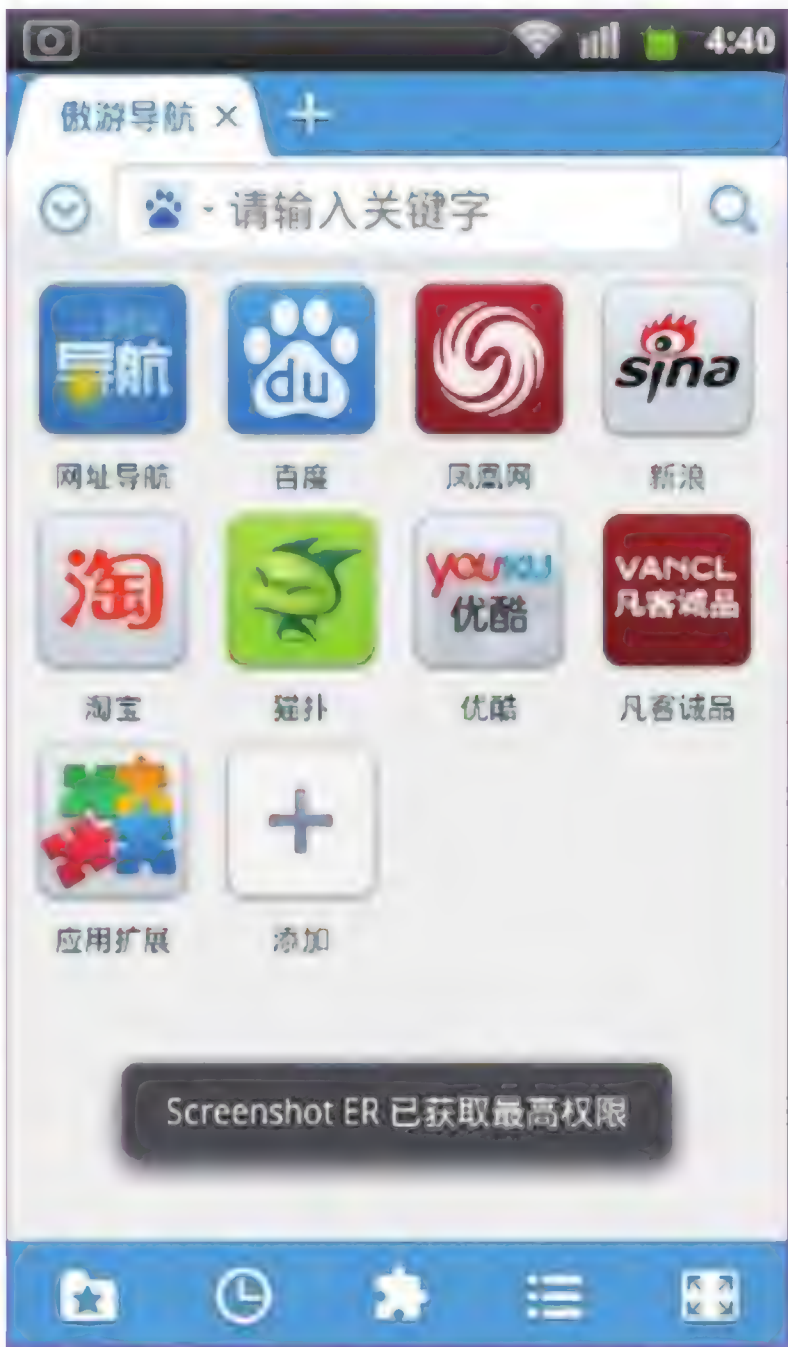 4:40
傲游导航
请输入关键字
导航
du
sina
网址导航
百度
凤凰网
新浪
淘
youku
优酷
VANCL
凡客诚品
淘宝
猫扑
优酷
凡客诚品
应用扩展
添加
Screenshot ER 已获取最高权限